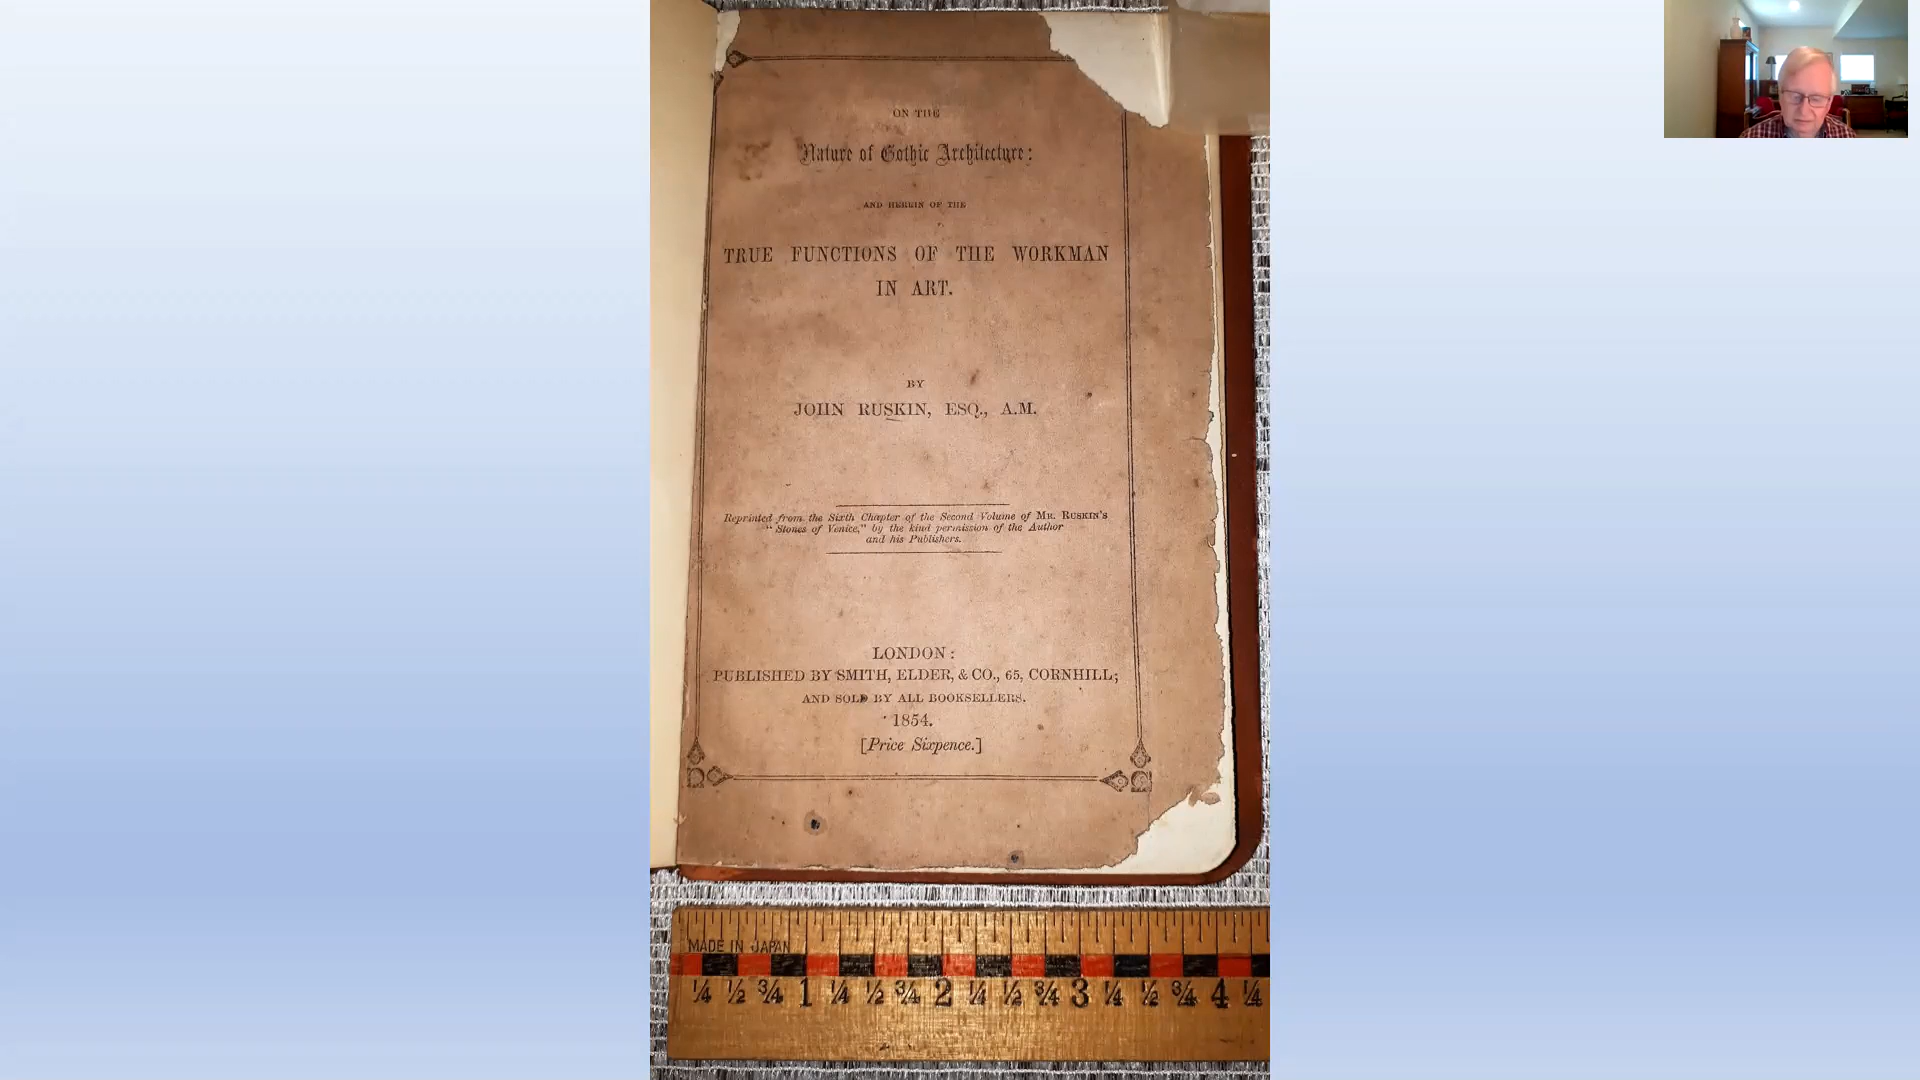 ON THE
Nature of Gothic Architecture:
AND HEREIN OF THE
TRUE FUNCTIONS OF THE WORKMAN
IN ART.
BY
JOHN RUSKIN, ESQ., A.M.
Reprinted from the Sixth Chapter of the Second Volume of MR. RUSKIN'S
"Stones of Venice," by the kind permission of the Author
and his Publishers.
LONDON:
PUBLISHED BY SMITH, ELDER, & CO., 65, CORNHILL;
AND SOLD BY ALL BOOKSELLERS.
1854.
[Price Sixpence.]
MADE IN JAPAN
1/4 1/2 3/4 1 1/4 1/2 3/4 2 1/4 1/2 3/4 3 1/4 1/2 3/4 4 1/4